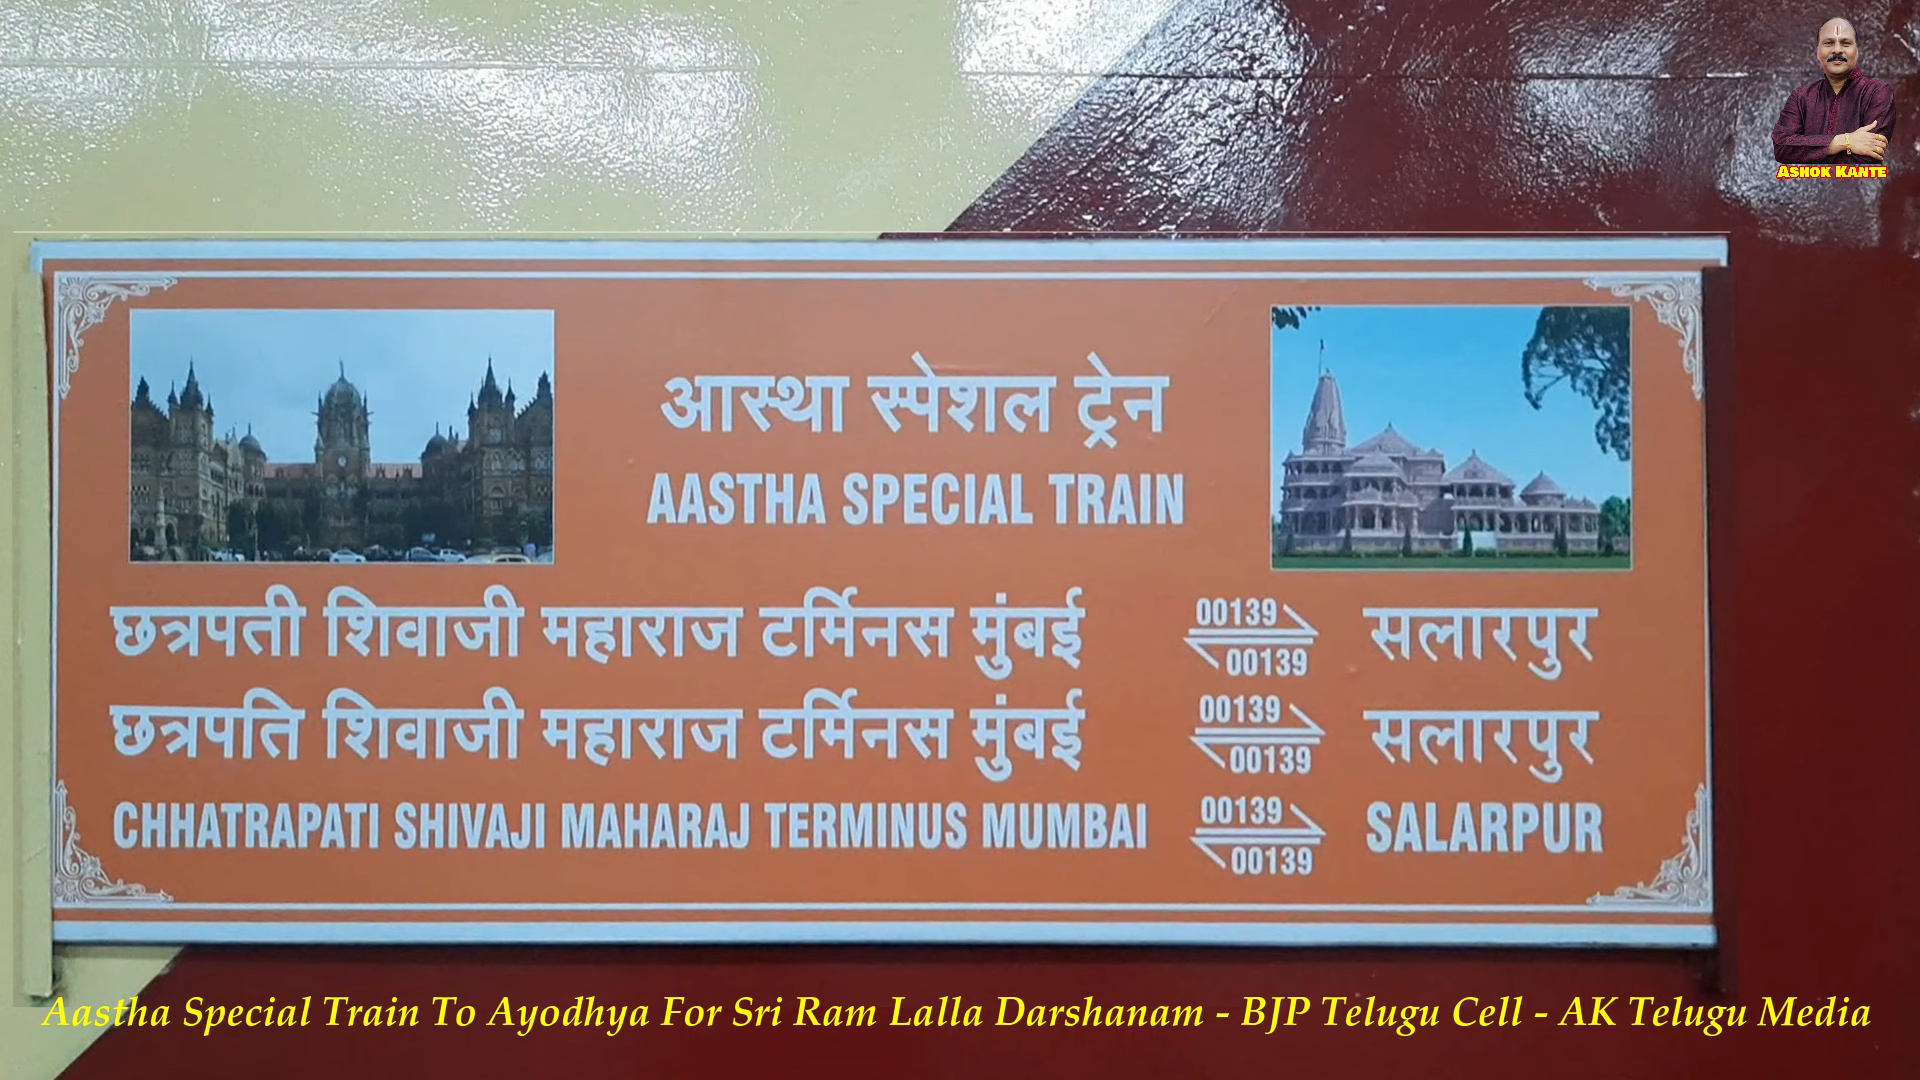 ASHOK KANTE
आस्था स्पेशल ट्रेन
AASTHA SPECIAL TRAIN
छत्रपती शिवाजी महाराज टर्मिनस मुंबई 00139 00139 सलारपुर
छत्रपति शिवाजी महाराज टर्मिनस मुंबई 00139 00139 सलारपुर
CHHATRAPATI SHIVAJI MAHARAJ TERMINUS MUMBAI 00139 00139 SALARPUR
Aastha Special Train To Ayodhya For Sri Ram Lalla Darshanam - BJP Telugu Cell - AK Telugu Media